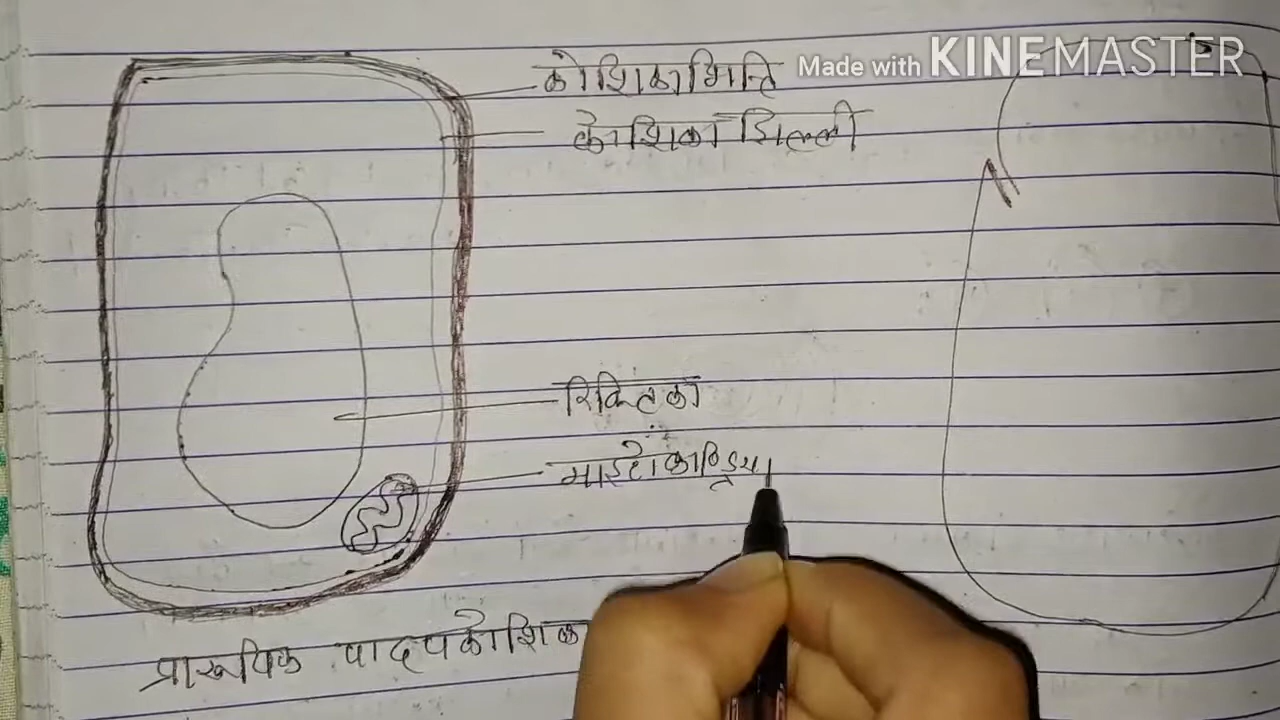 Made with KINEMASTER
कोशिका भित्ति
कोशिका झिल्ली
रिक्तिका
माइटोकाण्ड्रिया
प्रारूपिक पादपकोशिका